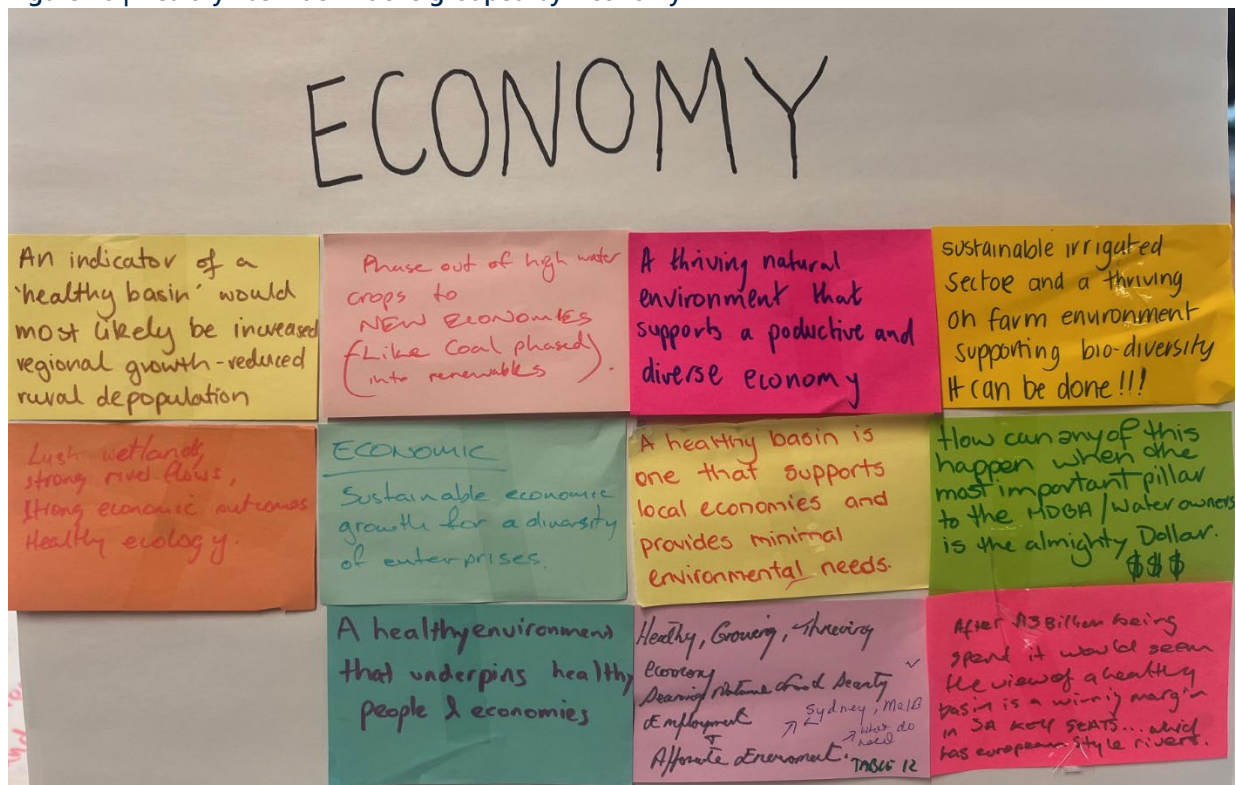 ECONOMY
An indicator of a
'healthy basin' would
most likely be increased
regional growth - reduced
rural depopulation
Phase out of high water
crops to
NEW ECONOMIES
(Like Coal phased
into renewables).
A thriving natural
environment that
supports a poductive and
diverse economy
sustainable irrigated
Sector and a thriving
on farm environment
supporting bio-diversity
It can be done!!!
Lush wetlands,
strong river flows,
Strong economic outcomes
Healthy ecology.
ECONOMIC
Sustainable economic
growth for a diversity
of enterprises.
A healthy basin is
one that supports
local economies and
provides minimal
environmental needs.
How can any of this
happen when the
most important pillar
to the MDBA/Water owners
is the almighty Dollar.
$$$
A healthy environment
that underpins healthy
people & economies
Healthy, Growing, Thriving
economy
Employment
Sydney, Melb
what do
need
TABLE 12
After 13 Billion being
spend it would seem
the view of a healthy
basin is a winning margin
in SA KEY SEATS... which
has european style rivers.